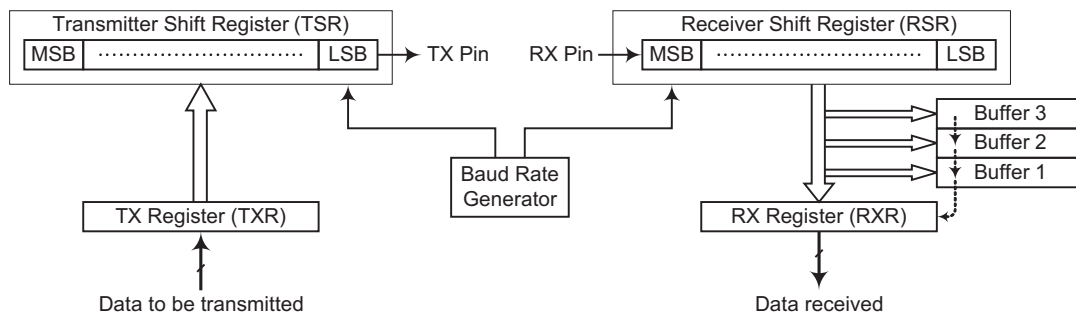 Transmitter Shift Register (TSR)
MSB ........................................ LSB
TX Pin
RX Pin
Receiver Shift Register (RSR)
MSB ........................................ LSB
Buffer 3
Buffer 2
Buffer 1
Baud Rate
Generator
TX Register (TXR)
RX Register (RXR)
Data to be transmitted
Data received